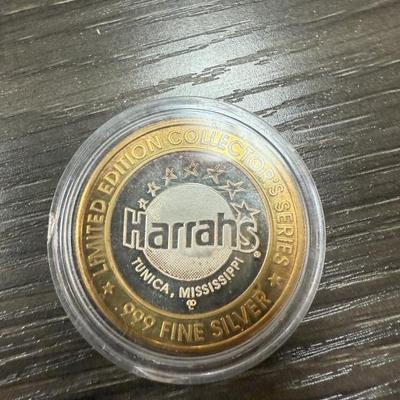 LIMITED EDITION COLLECTOR'S SERIES
Harrah's
®
TUNICA, MISSISSIPPI
.999 FINE SILVER